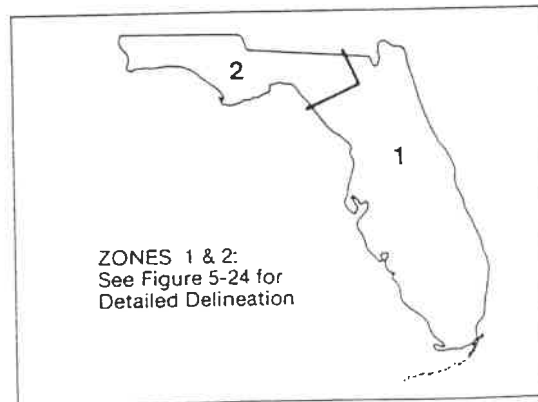 2
1
ZONES 1 & 2:
See Figure 5-24 for
Detailed Delineation